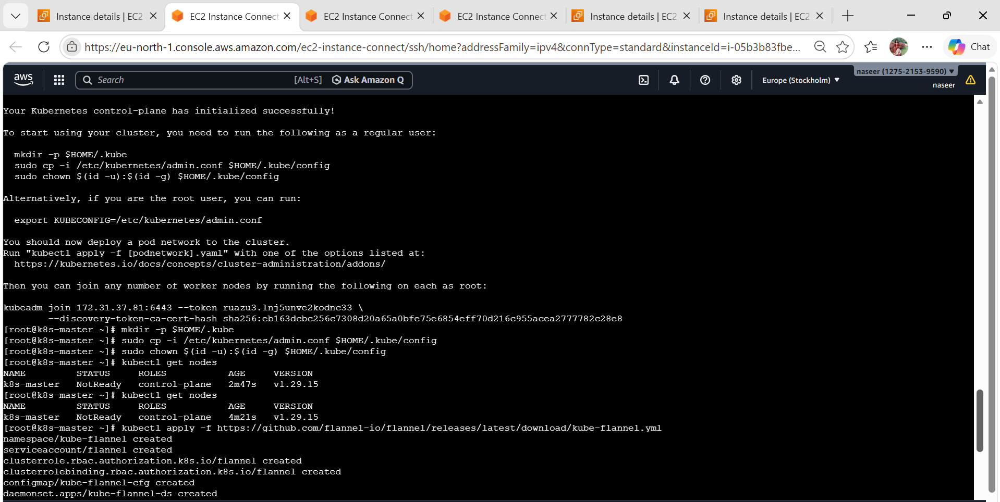 Instance details | EC2
EC2 Instance Connect
EC2 Instance Connect
EC2 Instance Connect
Instance details | EC2
Instance details | EC2
https://eu-north-1.console.aws.amazon.com/ec2-instance-connect/ssh/home?addressFamily=ipv4&connType=standard&instanceId=i-05b3b83fbe...
Chat
aws
Search
[Alt+S]
Ask Amazon Q
Europe (Stockholm)
naseer (1275-2153-9590)
naseer
Your Kubernetes control-plane has initialized successfully!
To start using your cluster, you need to run the following as a regular user:
mkdir -p $HOME/.kube
sudo cp -i /etc/kubernetes/admin.conf $HOME/.kube/config
sudo chown $(id -u):$(id -g) $HOME/.kube/config
Alternatively, if you are the root user, you can run:
export KUBECONFIG=/etc/kubernetes/admin.conf
You should now deploy a pod network to the cluster.
Run "kubectl apply -f [podnetwork].yaml" with one of the options listed at:
https://kubernetes.io/docs/concepts/cluster-administration/addons/
Then you can join any number of worker nodes by running the following on each as root:
kubeadm join 172.31.37.81:6443 --token ruazu3.lnj5unve2kodnc33 \
--discovery-token-ca-cert-hash sha256:eb163dcbc256c7308d20a65a0bfe75e6854eff70d216c955acea2777782c28e8
[root@k8s-master ~]# mkdir -p $HOME/.kube
[root@k8s-master ~]# sudo cp -i /etc/kubernetes/admin.conf $HOME/.kube/config
[root@k8s-master ~]# sudo chown $(id -u):$(id -g) $HOME/.kube/config
[root@k8s-master ~]# kubectl get nodes
NAME STATUS ROLES AGE VERSION
k8s-master NotReady control-plane 2m47s v1.29.15
[root@k8s-master ~]# kubectl get nodes
NAME STATUS ROLES AGE VERSION
k8s-master NotReady control-plane 4m21s v1.29.15
[root@k8s-master ~]# kubectl apply -f https://github.com/flannel-io/flannel/releases/latest/download/kube-flannel.yml
namespace/kube-flannel created
serviceaccount/flannel created
clusterrole.rbac.authorization.k8s.io/flannel created
clusterrolebinding.rbac.authorization.k8s.io/flannel created
configmap/kube-flannel-cfg created
daemonset.apps/kube-flannel-ds created